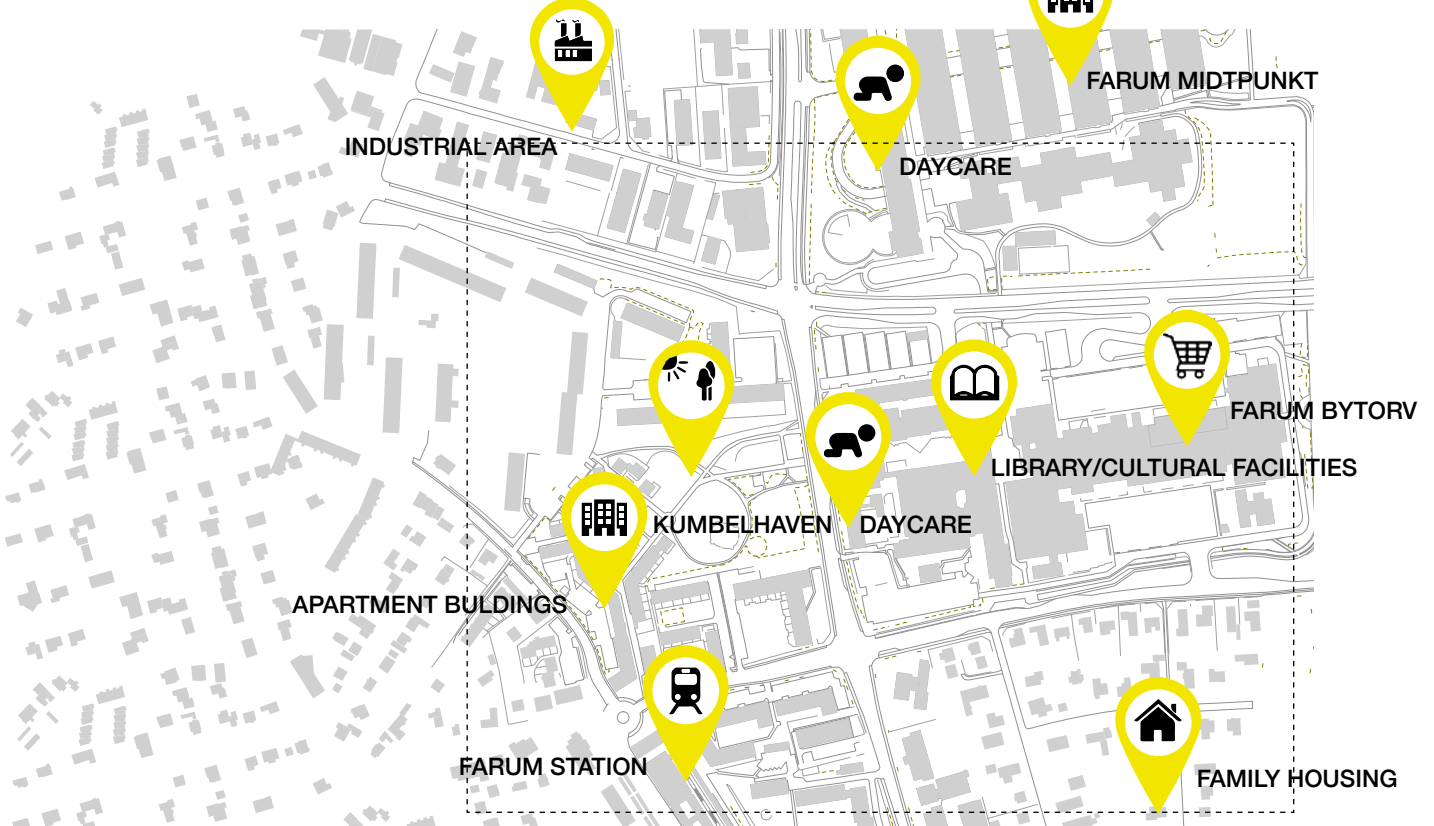 FARUM MIDTPUNKT
INDUSTRIAL AREA
DAYCARE
FARUM BYTORV
LIBRARY/CULTURAL FACILITIES
KUMBELHAVEN
DAYCARE
APARTMENT BULDINGS
FARUM STATION
FAMILY HOUSING